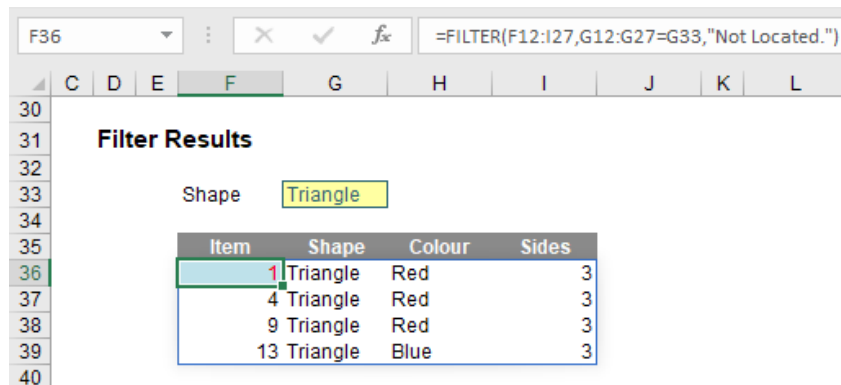 F36 fx =FILTER(F12:I27,G12:G27=G33,"Not Located.")
C D E F G H I J K L
30
31 Filter Results
32
33 Shape Triangle
34
35 Item Shape Colour Sides
36 1 Triangle Red 3
37 4 Triangle Red 3
38 9 Triangle Red 3
39 13 Triangle Blue 3
40